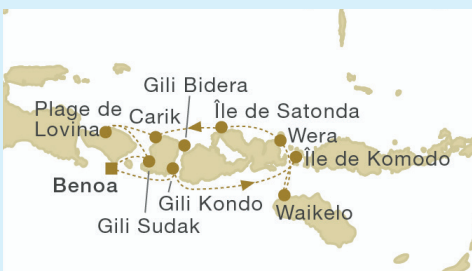 Gili Bidera
Plage de
Lovina
Carik
Île de Satonda
Wera
Île de Komodo
Benoa
Gili Kondo
Waikelo
Gili Sudak